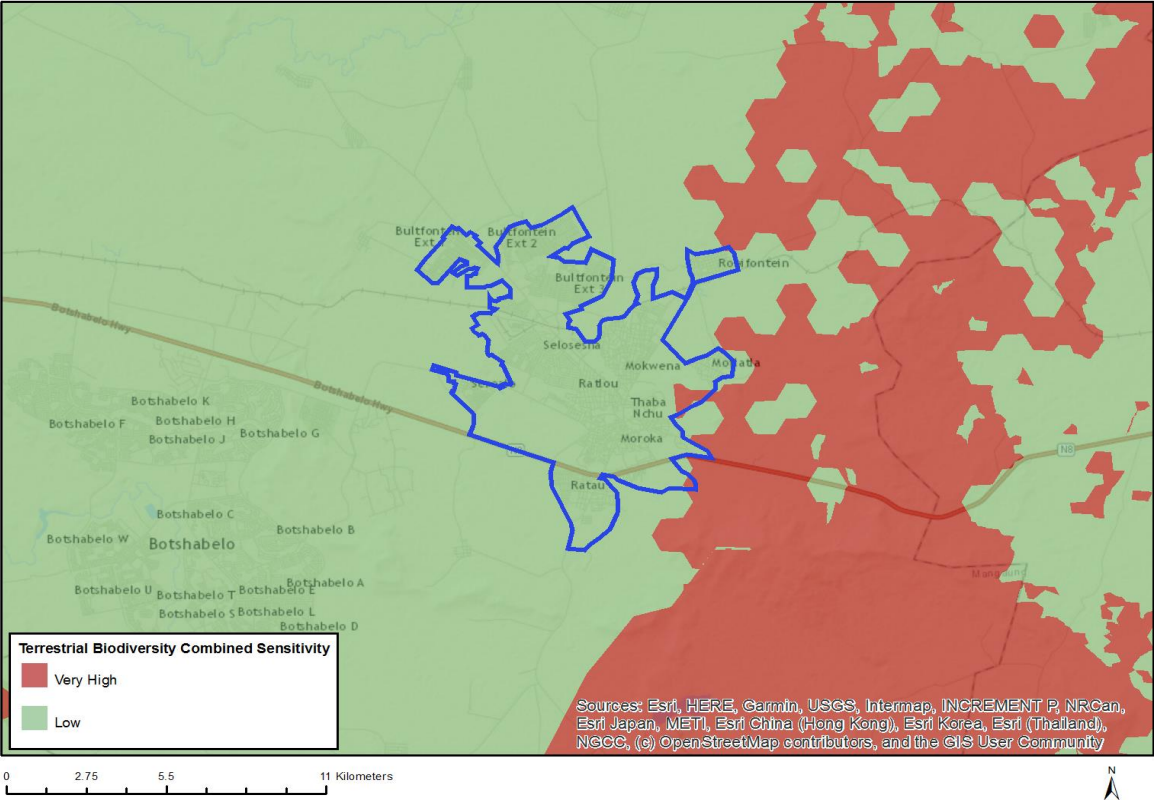 Bultfontein
Ext
Bultfontein
Ext 2
Rooifontein
Bultfontein
Ext 3
Botshabelo Hwy
Selosesha
Mokwena
Moriatla
Ratlou
Botshabelo Hwy
Thaba
Nchu
Moroka
Botshabelo K
Botshabelo F
Botshabelo H
Botshabelo J
Botshabelo G
N8
Ratau
Botshabelo C
Botshabelo B
Botshabelo W
Botshabelo
Botshabelo A
Botshabelo U
Botshabelo T
Botshabelo E
Botshabelo S
Botshabelo L
Botshabelo D
Mangaung
Terrestrial Biodiversity Combined Sensitivity
Very High
Low
Sources: Esri, HERE, Garmin, USGS, Intermap, INCREMENT P, NRCan,
Esri Japan, METI, Esri China (Hong Kong), Esri Korea, Esri (Thailand),
NGCC, (c) OpenStreetMap contributors, and the GIS User Community
0 2.75 5.5 11 Kilometers
N